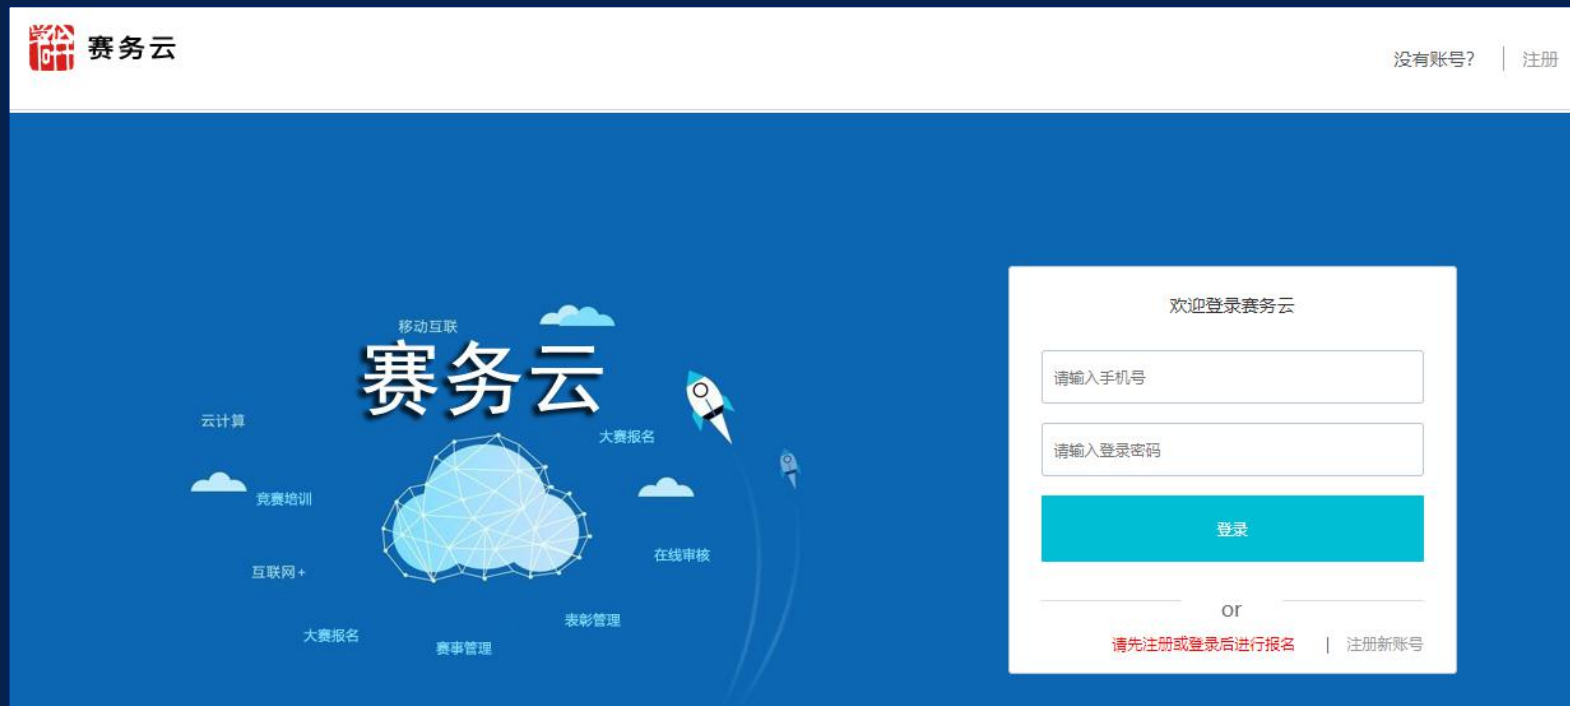 赛务云
没有账号?
注册
移动互联
赛务云
云计算
大赛报名
竞赛培训
在线审核
互联网+
表彰管理
大赛报名
赛事管理
欢迎登录赛务云
请输入手机号
请输入登录密码
登录
or
请先注册或登录后进行报名 | 注册新账号